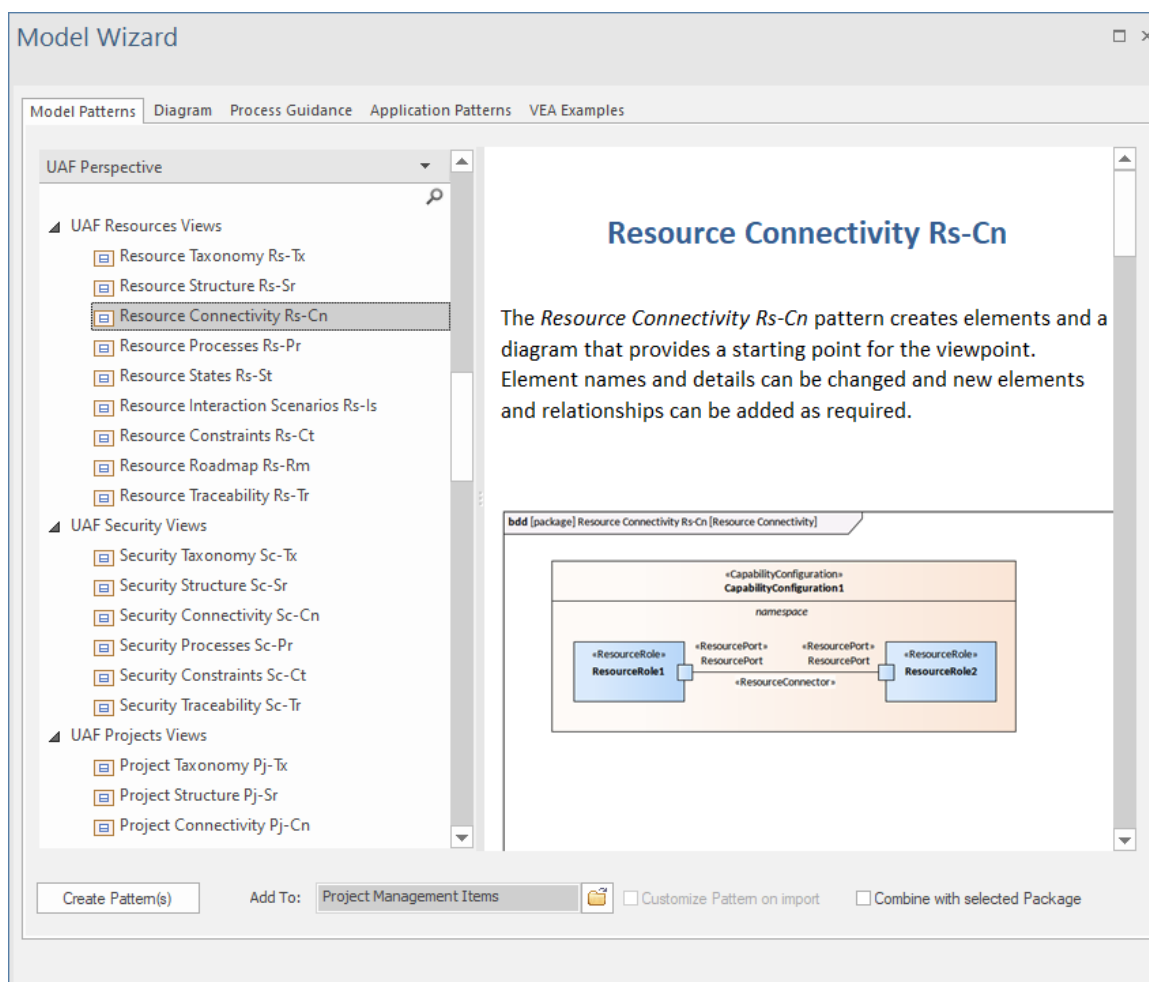 Model Wizard
Model Patterns Diagram Process Guidance Application Patterns VEA Examples
UAF Perspective
UAF Resources Views
Resource Taxonomy Rs-Tx
Resource Structure Rs-Sr
Resource Connectivity Rs-Cn
Resource Processes Rs-Pr
Resource States Rs-St
Resource Interaction Scenarios Rs-Is
Resource Constraints Rs-Ct
Resource Roadmap Rs-Rm
Resource Traceability Rs-Tr
UAF Security Views
Security Taxonomy Sc-Tx
Security Structure Sc-Sr
Security Connectivity Sc-Cn
Security Processes Sc-Pr
Security Constraints Sc-Ct
Security Traceability Sc-Tr
UAF Projects Views
Project Taxonomy Pj-Tx
Project Structure Pj-Sr
Project Connectivity Pj-Cn
Resource Connectivity Rs-Cn
The Resource Connectivity Rs-Cn pattern creates elements and a
diagram that provides a starting point for the viewpoint.
Element names and details can be changed and new elements
and relationships can be added as required.
bdd [package] Resource Connectivity Rs-Cn [Resource Connectivity]
«CapabilityConfiguration»
CapabilityConfiguration1
namespace
«ResourceRole»
ResourceRole1
«ResourcePort»
ResourcePort
«ResourcePort»
ResourcePort
«ResourceConnector»
«ResourceRole»
ResourceRole2
Create Pattern(s) Add To: Project Management Items Customize Pattern on import Combine with selected Package